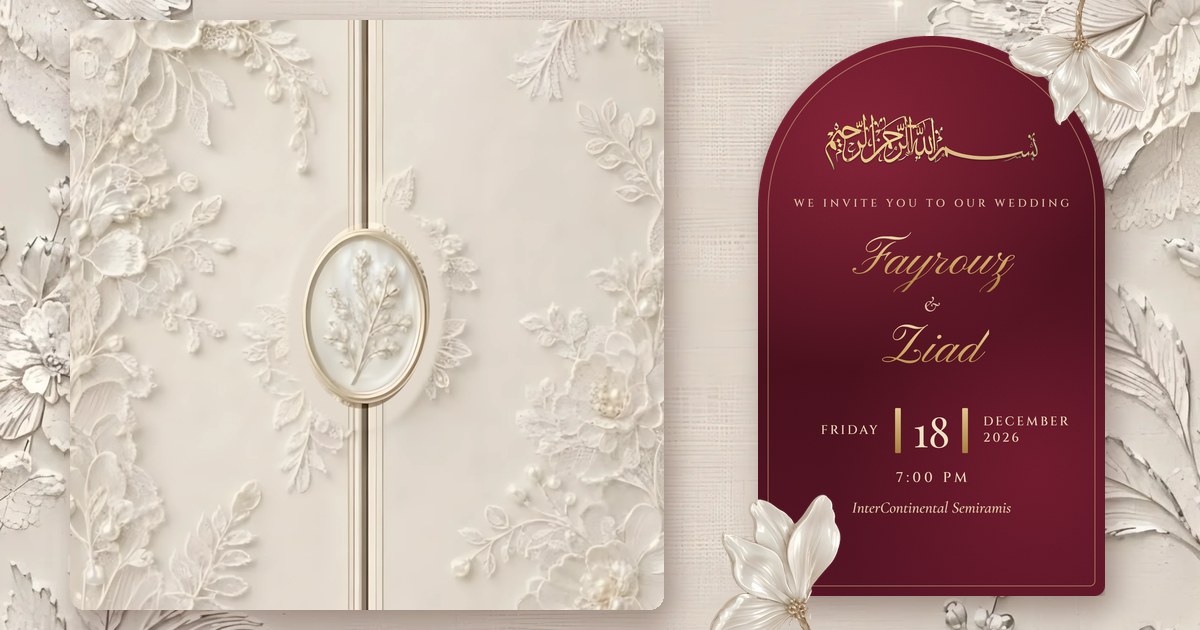 بسم الله الرحمن الرحيم
WE INVITE YOU TO OUR WEDDING
Fayrouz
&
Ziad
FRIDAY 18 DECEMBER 2026
7:00 PM
InterContinental Semiramis